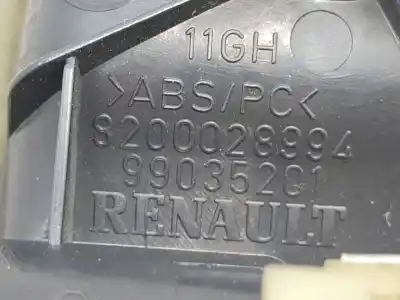 11GH
>ABS/PC<
8200028994
99035201
RENAULT